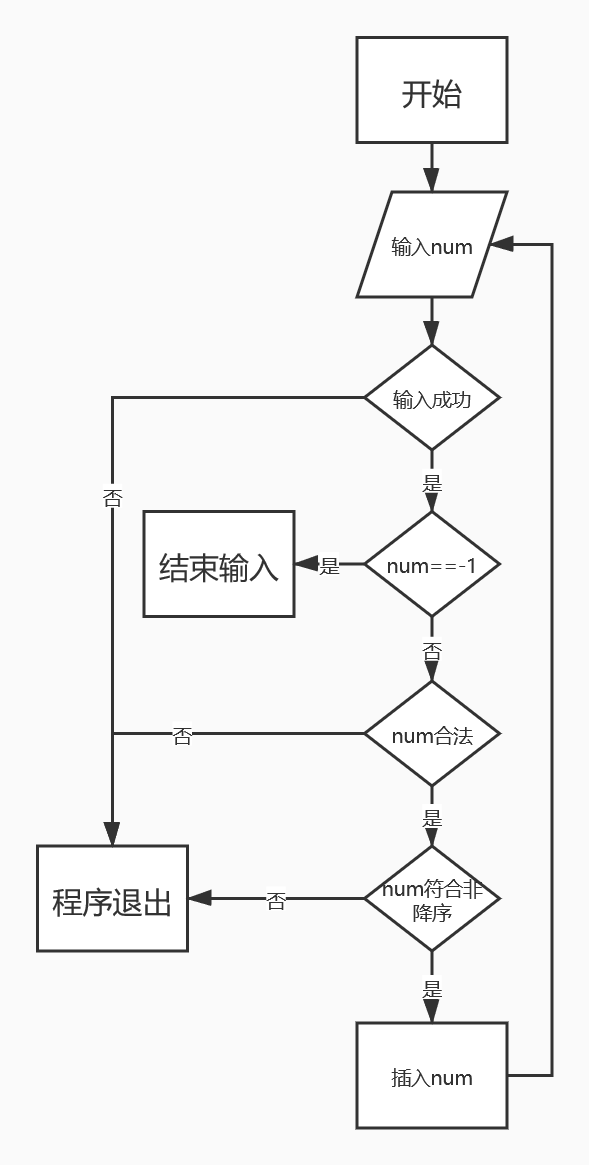 开始
输入num
输入成功
是
否
num==-1
是
结束输入
否
num合法
否
是
num符合非
降序
否
程序退出
是
插入num